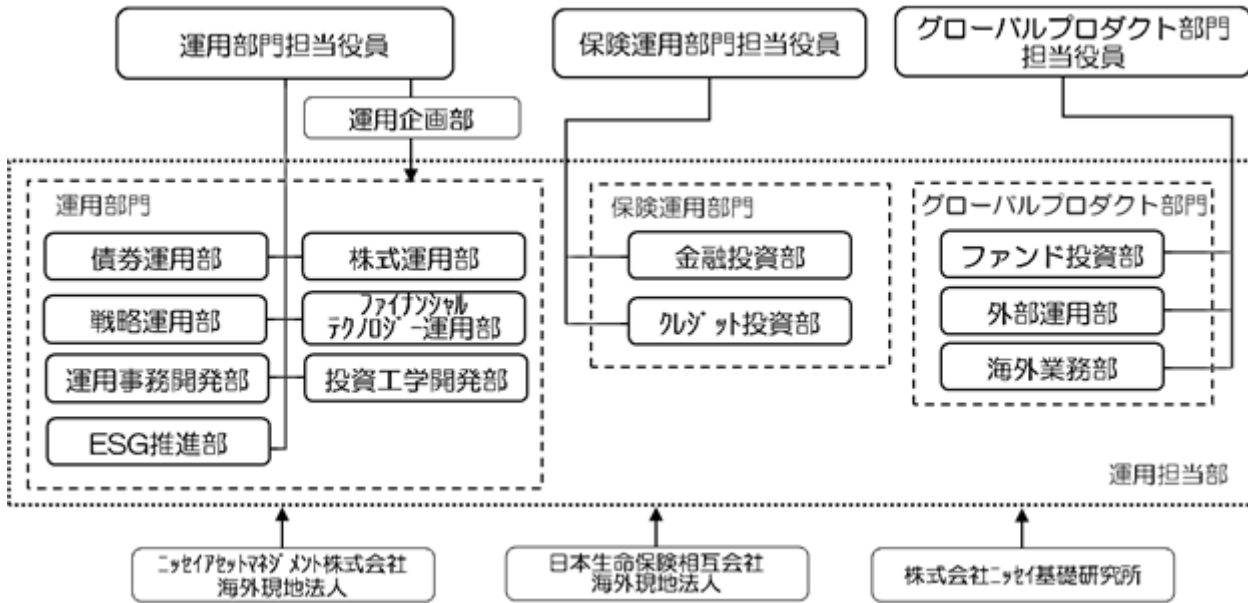 運用部門担当役員
保険運用部門担当役員
グローバルプロダクト部門
担当役員
運用企画部
運用部門
債券運用部
株式運用部
戦略運用部
ファイナンシャル
テクノロジー運用部
運用事務開発部
投資工学開発部
ESG推進部
保険運用部門
金融投資部
クレジット投資部
グローバルプロダクト部門
ファンド投資部
外部運用部
海外業務部
運用担当部
ニッセイアセットマネジメント株式会社
海外現地法人
日本生命保険相互会社
海外現地法人
株式会社ニッセイ基礎研究所